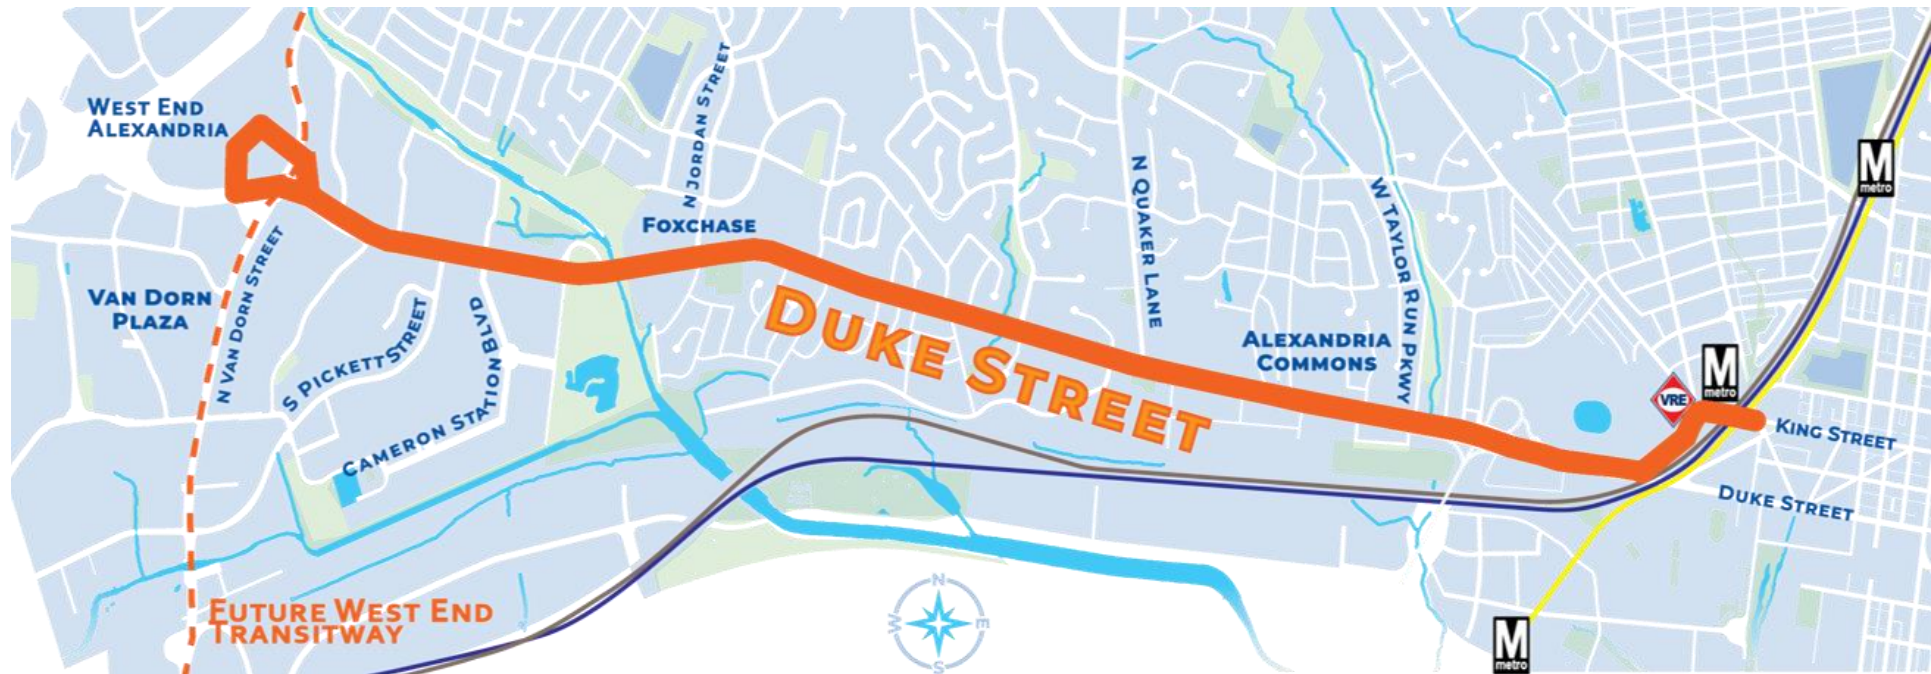 WEST END
ALEXANDRIA
N JORDAN STREET
FOXCHASE
N QUAKER LANE
W TAYLOR RUN PKWY
M
metro
VAN DORN
PLAZA
N VAN DORN STREET
S PICKETT STREET
CAMERON STATION BLVD
DUKE STREET
ALEXANDRIA
COMMONS
VRE
M
metro
KING STREET
DUKE STREET
FUTURE WEST END
TRANSITWAY
N
W
E
S
M
metro